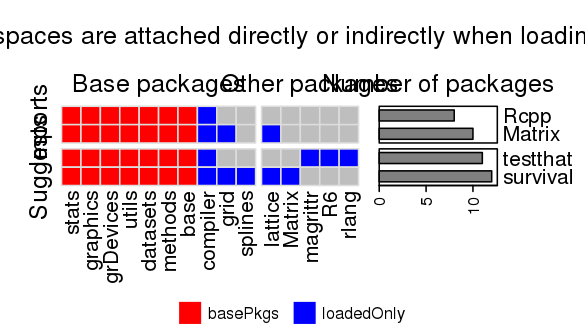 spaces are attached directly or indirectly when loadin
Base packages Other packages Number of packages
Imports
Suggests
Rcpp
Matrix
testthat
survival
stats
graphics
grDevices
utils
datasets
methods
base
compiler
grid
splines
lattice
Matrix
magrittr
R6
rlang
0 5 10
basePkgs loadedOnly